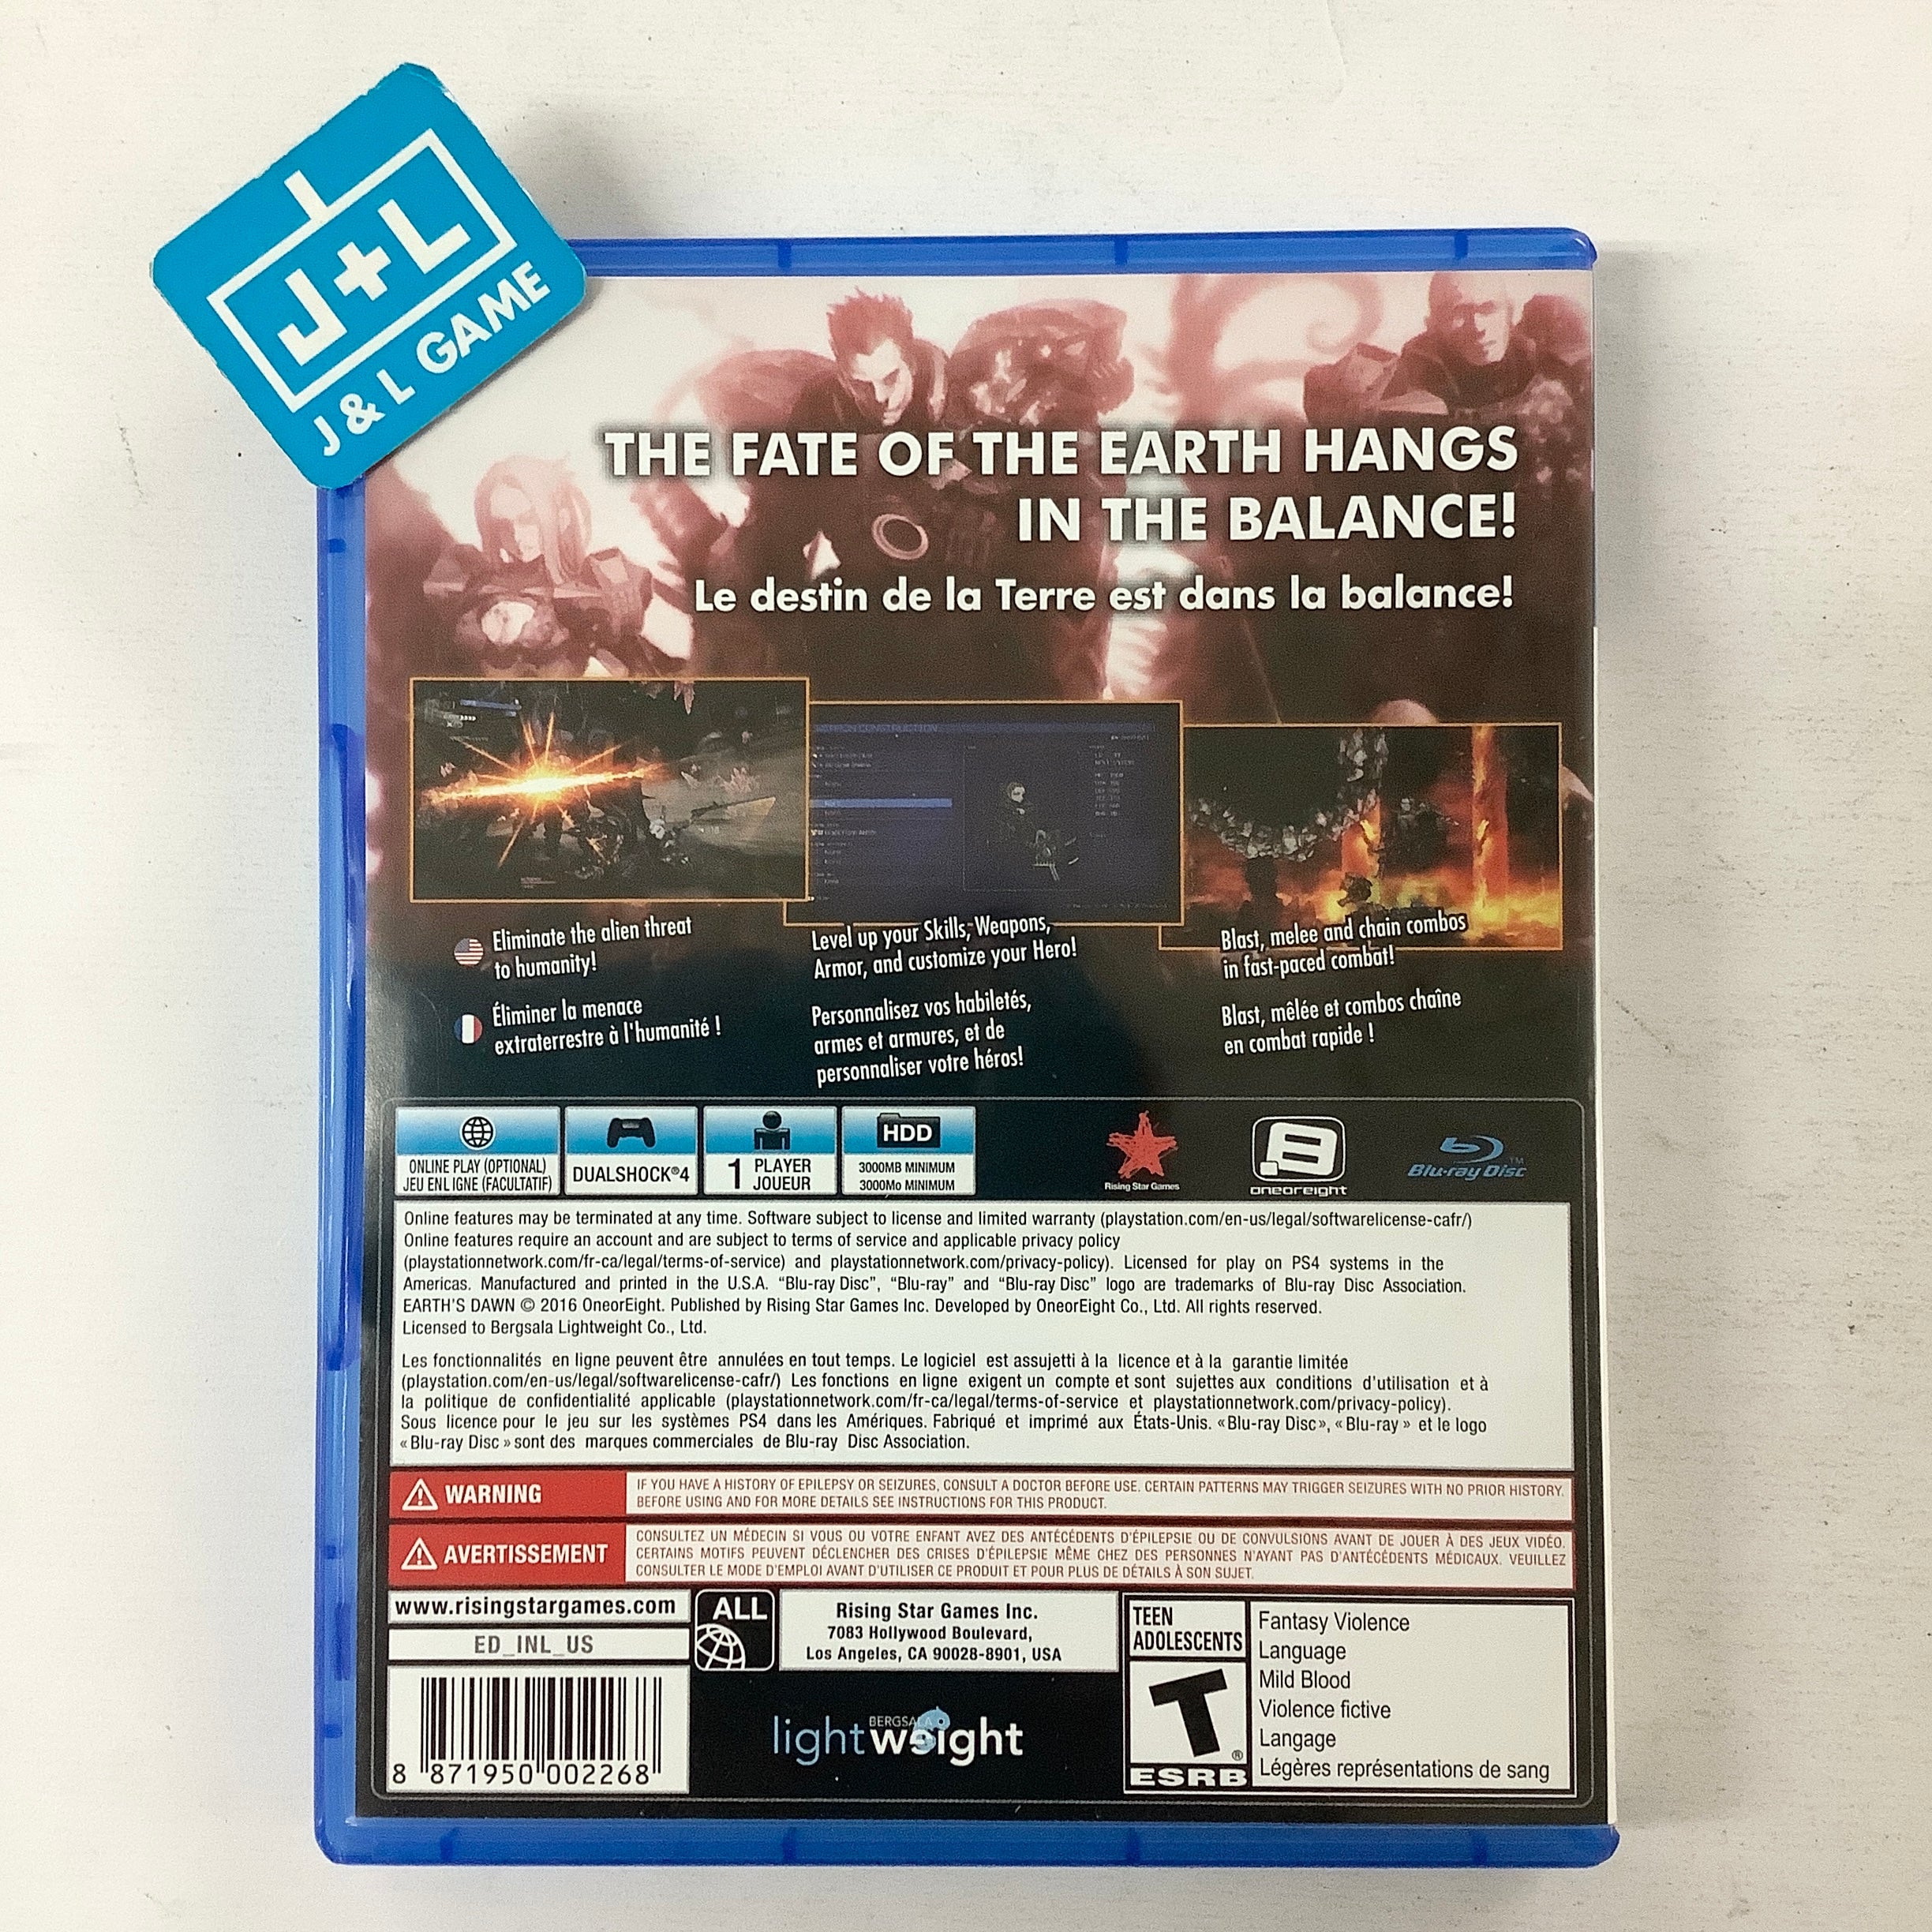 J+L
J & L GAME
THE FATE OF THE EARTH HANGS
IN THE BALANCE!
Le destin de la Terre est dans la balance!
Eliminate the alien threat
to humanity!
Éliminer la menace
extraterrestre à l'humanité !
Level up your Skills, Weapons,
Armor, and customize your Hero!
Personnalisez vos habiletés,
armes et armures, et de
personnaliser votre héros!
Blast, melee and chain combos
in fast-paced combat!
Blast, mêlée et combos chaîne
en combat rapide !
ONLINE PLAY (OPTIONAL)
JEU EN LIGNE (FACULTATIF)
DUALSHOCK®4
1 PLAYER
JOUEUR
HDD
3000MB MINIMUM
3000Mo MINIMUM
Rising Star Games
oneoreight
Blu-ray Disc™
Online features may be terminated at any time. Software subject to license and limited warranty (playstation.com/en-us/legal/softwarelicense-cafr/)
Online features require an account and are subject to terms of service and applicable privacy policy
(playstationnetwork.com/fr-ca/legal/terms-of-service) and playstationnetwork.com/privacy-policy). Licensed for play on PS4 systems in the
Americas. Manufactured and printed in the U.S.A. “Blu-ray Disc”, “Blu-ray” and “Blu-ray Disc” logo are trademarks of Blu-ray Disc Association.
EARTH'S DAWN © 2016 OneorEight. Published by Rising Star Games Inc. Developed by OneorEight Co., Ltd. All rights reserved.
Licensed to Bergsala Lightweight Co., Ltd.
Les fonctionnalités en ligne peuvent être annulées en tout temps. Le logiciel est assujetti à la licence et à la garantie limitée
(playstation.com/en-us/legal/softwarelicense-cafr/) Les fonctions en ligne exigent un compte et sont sujettes aux conditions d'utilisation et à
la politique de confidentialité applicable (playstationnetwork.com/fr-ca/legal/terms-of-service et playstationnetwork.com/privacy-policy).
Sous licence pour le jeu sur les systèmes PS4 dans les Amériques. Fabriqué et imprimé aux États-Unis. «Blu-ray Disc», « Blu-ray » et le logo
« Blu-ray Disc » sont des marques commerciales de Blu-ray Disc Association.
WARNING
IF YOU HAVE A HISTORY OF EPILEPSY OR SEIZURES, CONSULT A DOCTOR BEFORE USE. CERTAIN PATTERNS MAY TRIGGER SEIZURES WITH NO PRIOR HISTORY.
BEFORE USING AND FOR MORE DETAILS SEE INSTRUCTIONS FOR THIS PRODUCT.
AVERTISSEMENT
CONSULTEZ UN MÉDECIN SI VOUS OU VOTRE ENFANT AVEZ DES ANTÉCÉDENTS D'ÉPILEPSIE OU DE CONVULSIONS AVANT DE JOUER À DES JEUX VIDÉO.
CERTAINS MOTIFS PEUVENT DÉCLENCHER DES CRISES D'ÉPILEPSIE MÊME CHEZ DES PERSONNES N'AYANT PAS D'ANTÉCÉDENTS MÉDICAUX. VEUILLEZ
CONSULTER LE MODE D'EMPLOI AVANT D'UTILISER CE PRODUIT ET POUR PLUS DE DÉTAILS À SON SUJET.
www.risingstargames.com
ED_INL_US
8 871950 002268
ALL
Rising Star Games Inc.
7083 Hollywood Boulevard,
Los Angeles, CA 90028-8901, USA
BERGSALA
lightweight
TEEN
ADOLESCENTS
T
®
ESRB
Fantasy Violence
Language
Mild Blood
Violence fictive
Langage
Légères représentations de sang